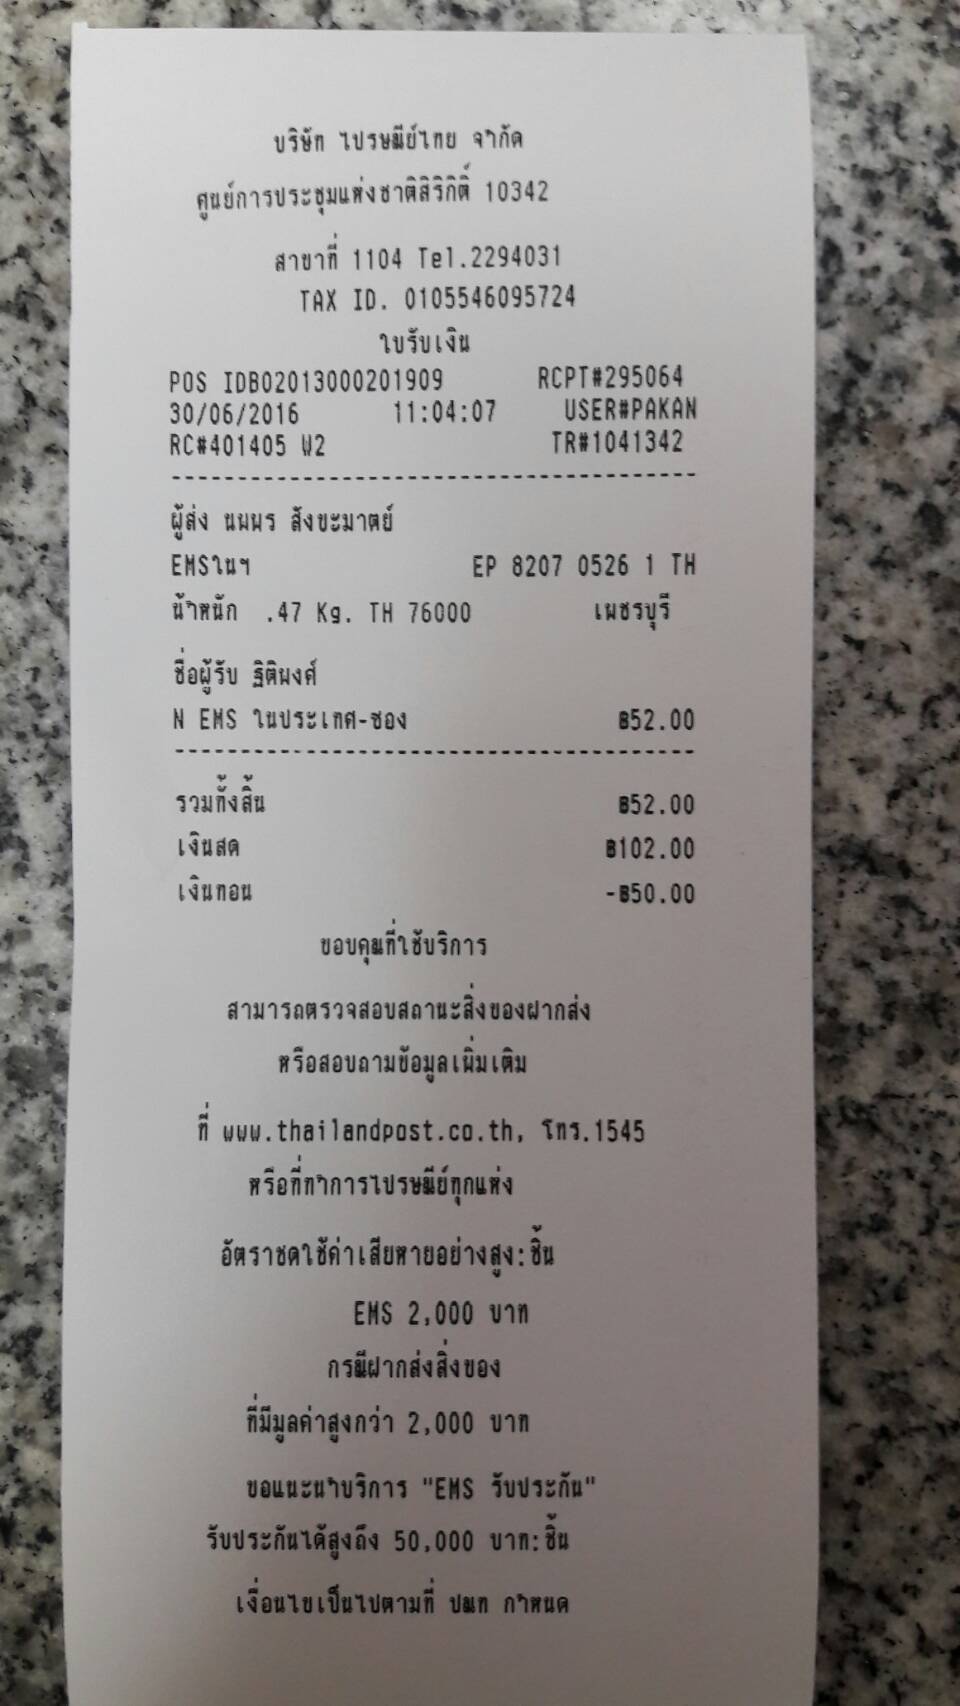 บริษัท ไปรษณีย์ไทย จำกัด
ศูนย์การประชุมแห่งชาติสิริกิติ์ 10342
สาขาที่ 1104 Tel.2294031
TAX ID. 0105546095724
ใบรับเงิน
POS IDB02013000201909 RCPT#295064
30/06/2016 11:04:07 USER#PAKAN
RC#401405 W2 TR#1041342
ผู้ส่ง นพพร สังขะมาตย์
EMSในฯ EP 8207 0526 1 TH
น้ำหนัก .47 Kg. TH 76000 เพชรบุรี
ชื่อผู้รับ ฐิติพงศ์
N EMS ในประเทศ-ซอง ฿52.00
รวมทั้งสิ้น ฿52.00
เงินสด ฿102.00
เงินทอน -฿50.00
ขอบคุณที่ใช้บริการ
สามารถตรวจสอบสถานะสิ่งของฝากส่ง
หรือสอบถามข้อมูลเพิ่มเติม
ที่ www.thailandpost.co.th, โทร.1545
หรือที่ทำการไปรษณีย์ทุกแห่ง
อัตราชดใช้ค่าเสียหายอย่างสูง:ชิ้น
EMS 2,000 บาท
กรณีฝากส่งสิ่งของ
ที่มีมูลค่าสูงกว่า 2,000 บาท
ขอแนะนำบริการ "EMS รับประกัน"
รับประกันได้สูงถึง 50,000 บาท:ชิ้น
เงื่อนไขเป็นไปตามที่ ปณท กำหนด